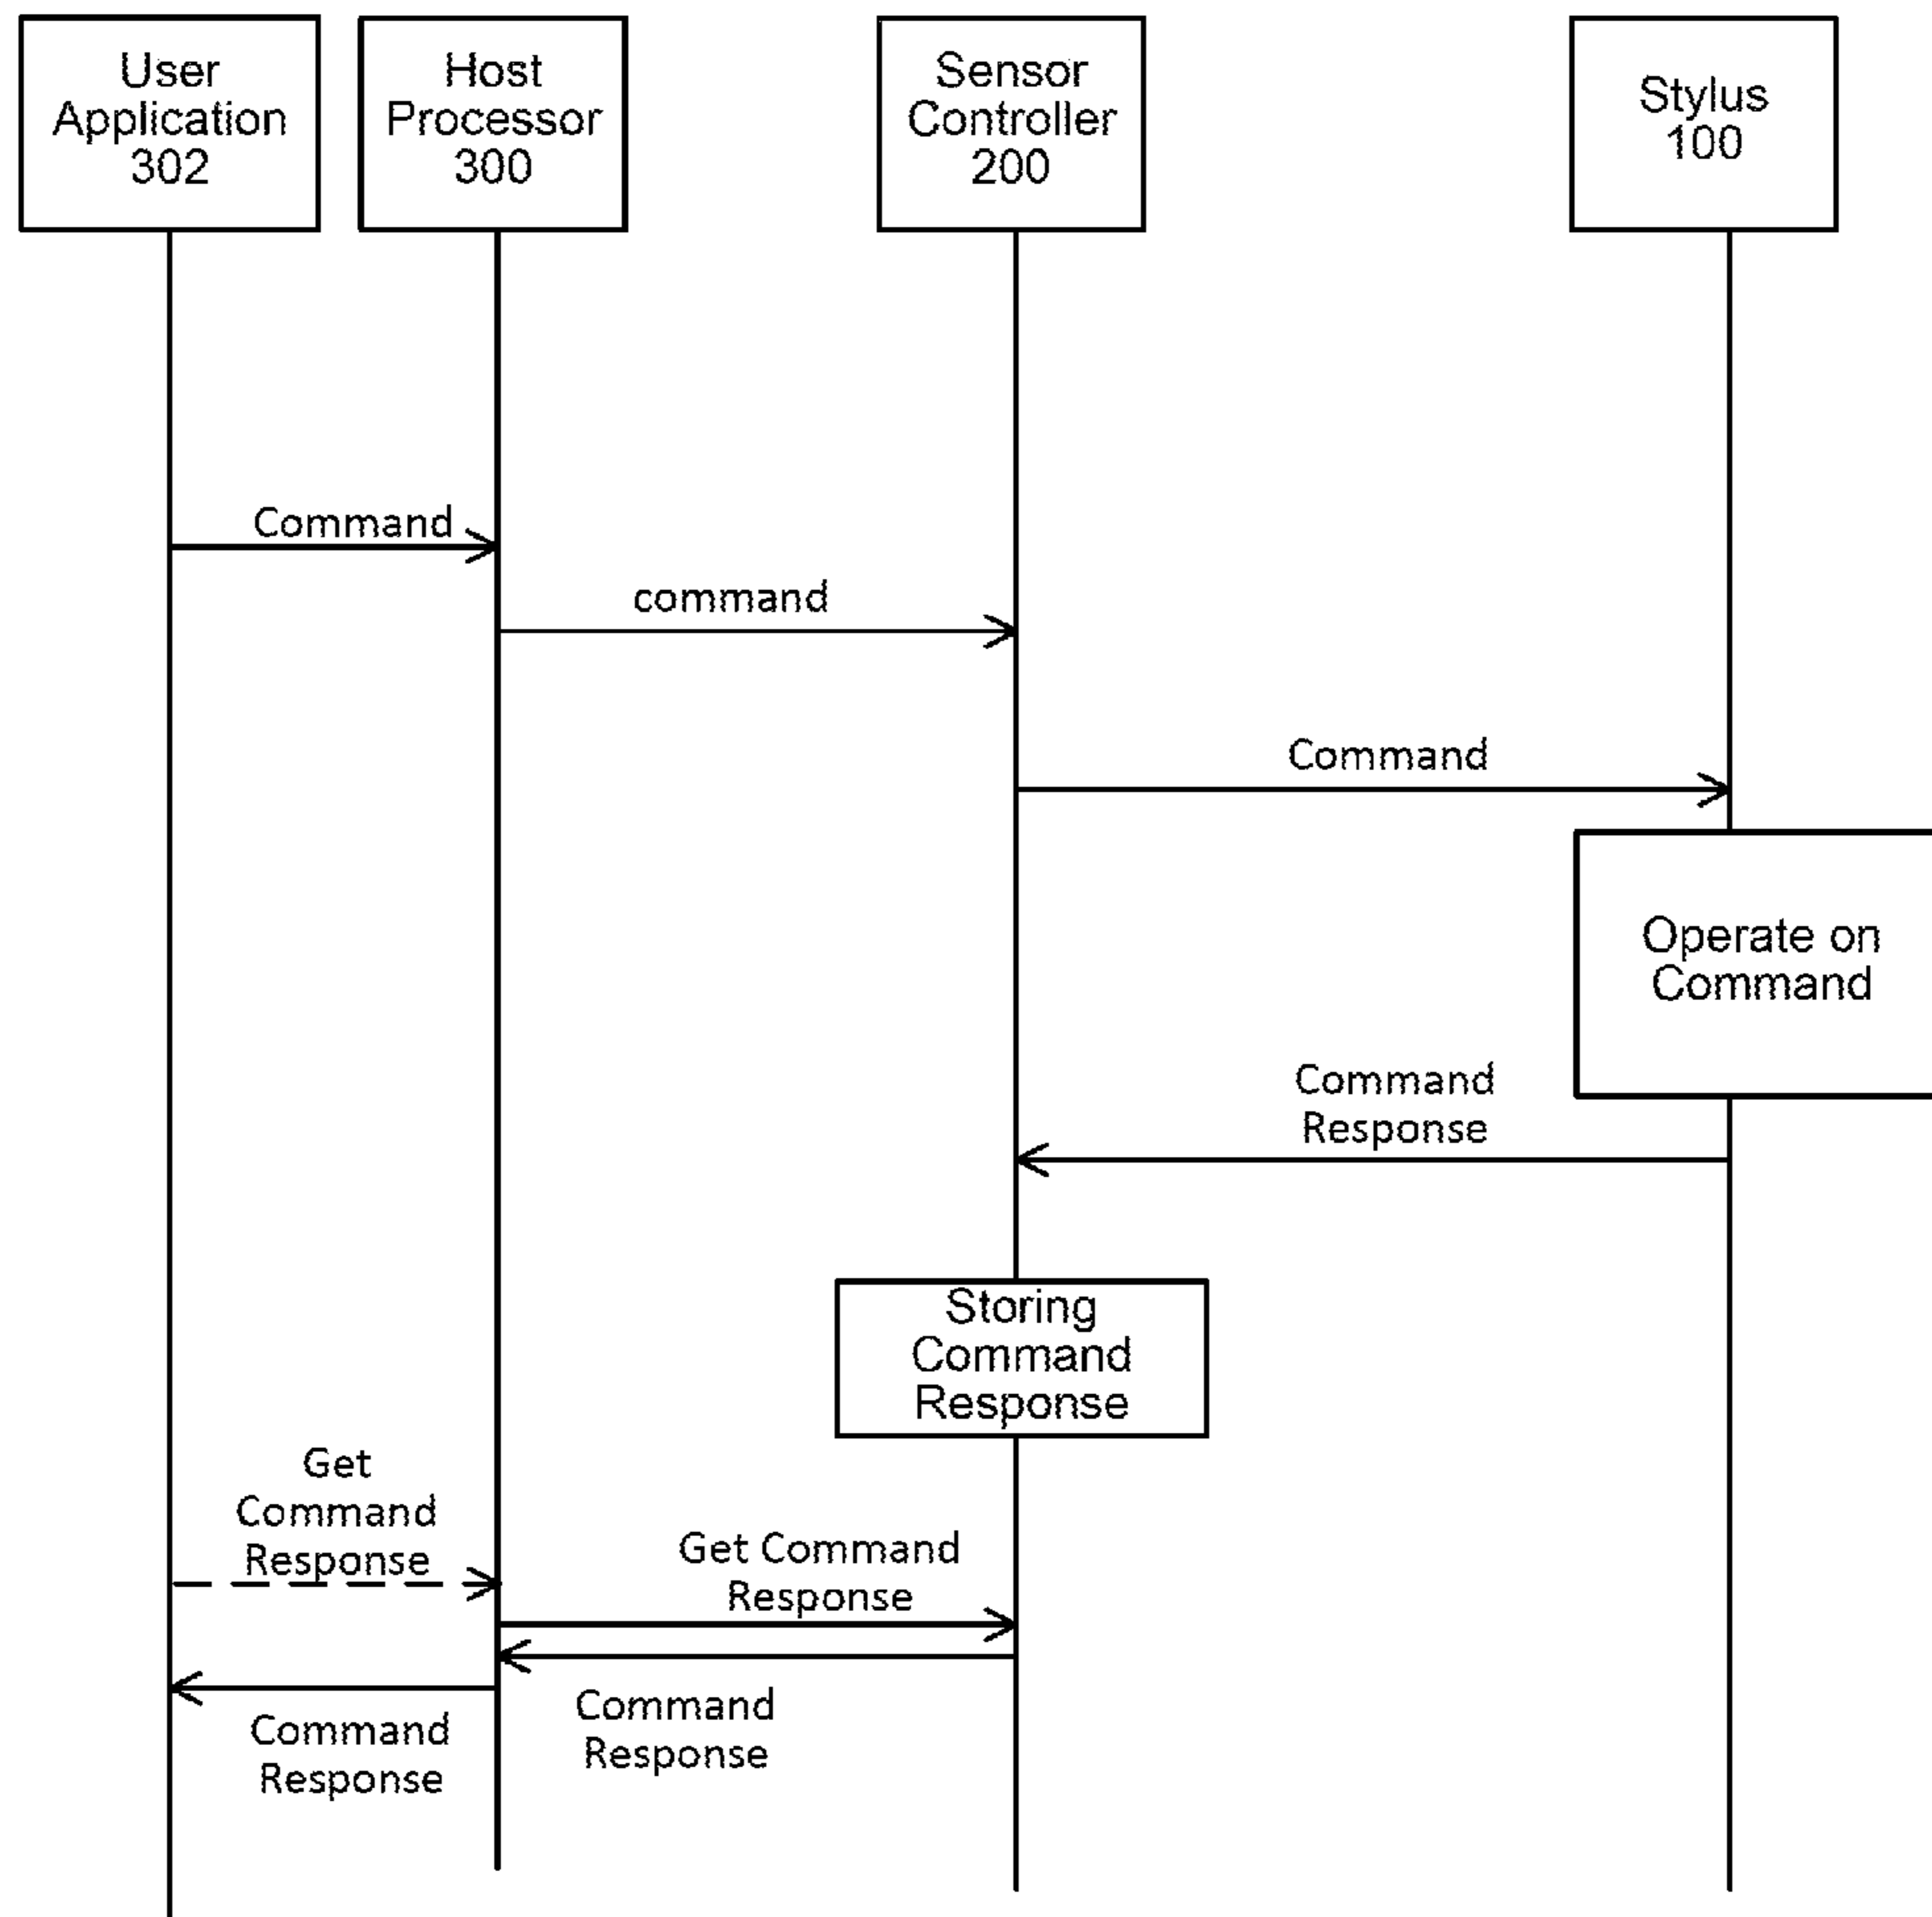 User
Application
302
Host
Processor
300
Sensor
Controller
200
Stylus
100
Command
command
Command
Operate on
Command
Command
Response
Storing
Command
Response
Get
Command
Response
Get Command
Response
Command
Response
Command
Response